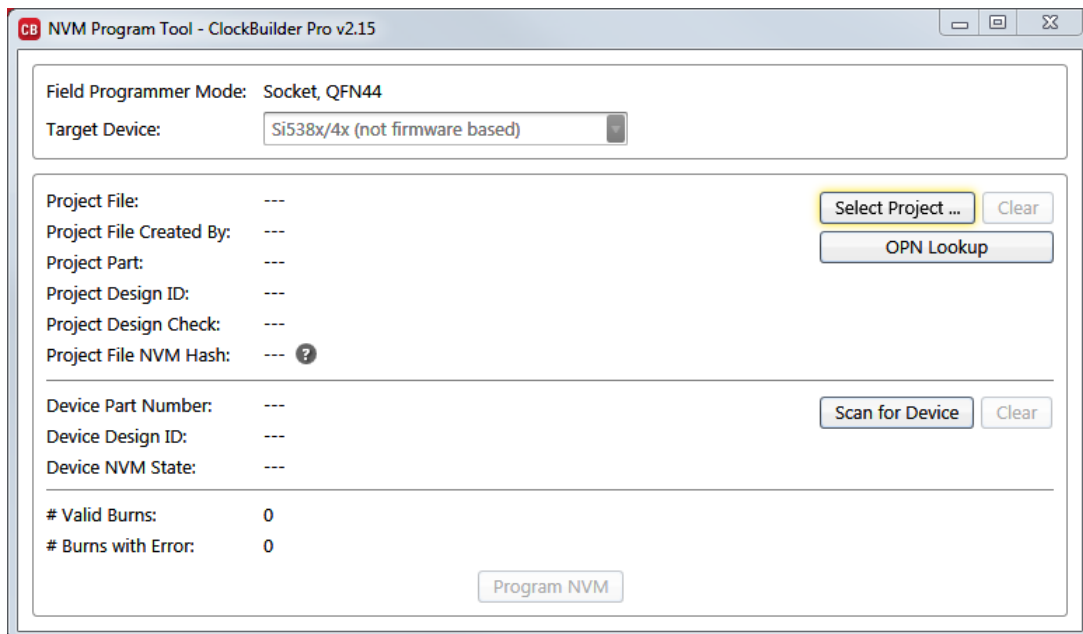 CB NVM Program Tool - ClockBuilder Pro v2.15
Field Programmer Mode: Socket, QFN44
Target Device: Si538x/4x (not firmware based)
Project File: --- Select Project ... Clear
Project File Created By: ---
OPN Lookup
Project Part: ---
Project Design ID: ---
Project Design Check: ---
Project File NVM Hash: --- ?
Device Part Number: --- Scan for Device Clear
Device Design ID: ---
Device NVM State: ---
# Valid Burns: 0
# Burns with Error: 0
Program NVM